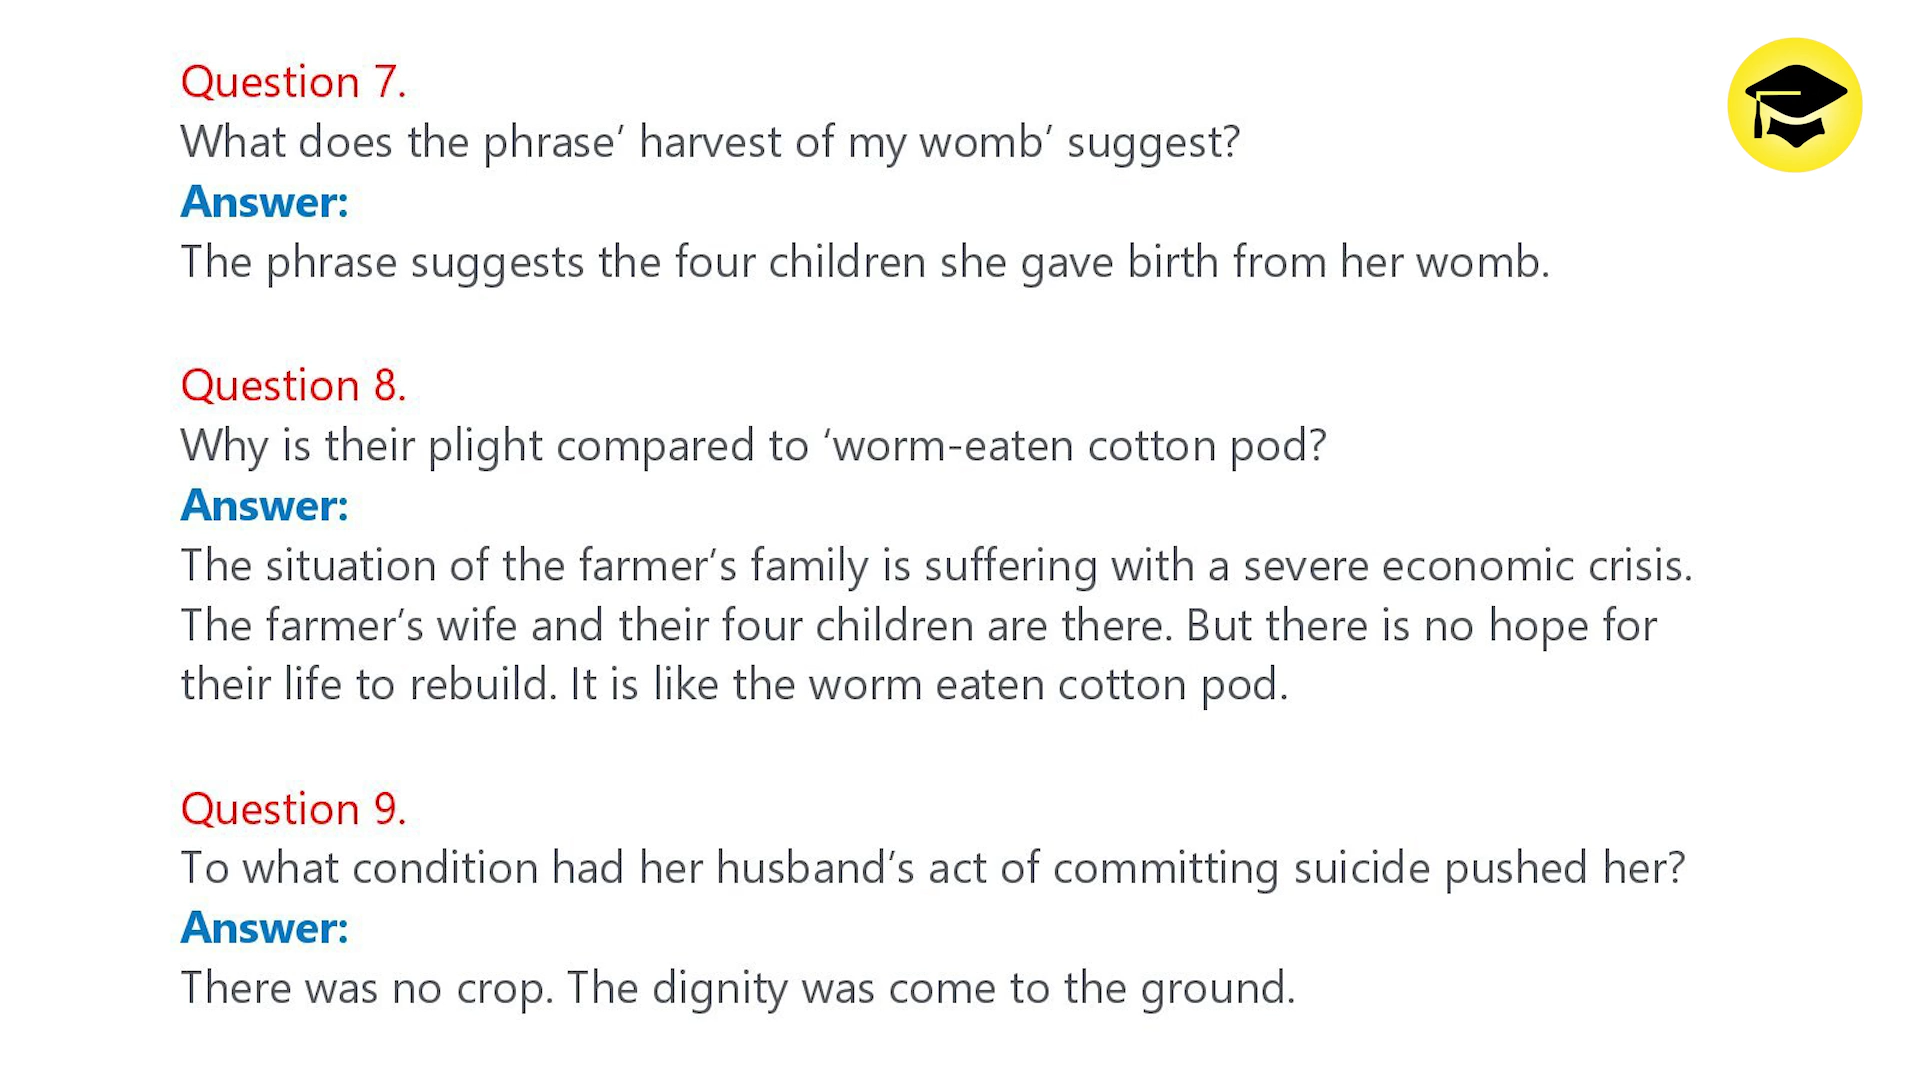 Question 7.
What does the phrase’ harvest of my womb’ suggest?
Answer:
The phrase suggests the four children she gave birth from her womb.
Question 8.
Why is their plight compared to ‘worm-eaten cotton pod?
Answer:
The situation of the farmer’s family is suffering with a severe economic crisis.
The farmer’s wife and their four children are there. But there is no hope for
their life to rebuild. It is like the worm eaten cotton pod.
Question 9.
To what condition had her husband’s act of committing suicide pushed her?
Answer:
There was no crop. The dignity was come to the ground.